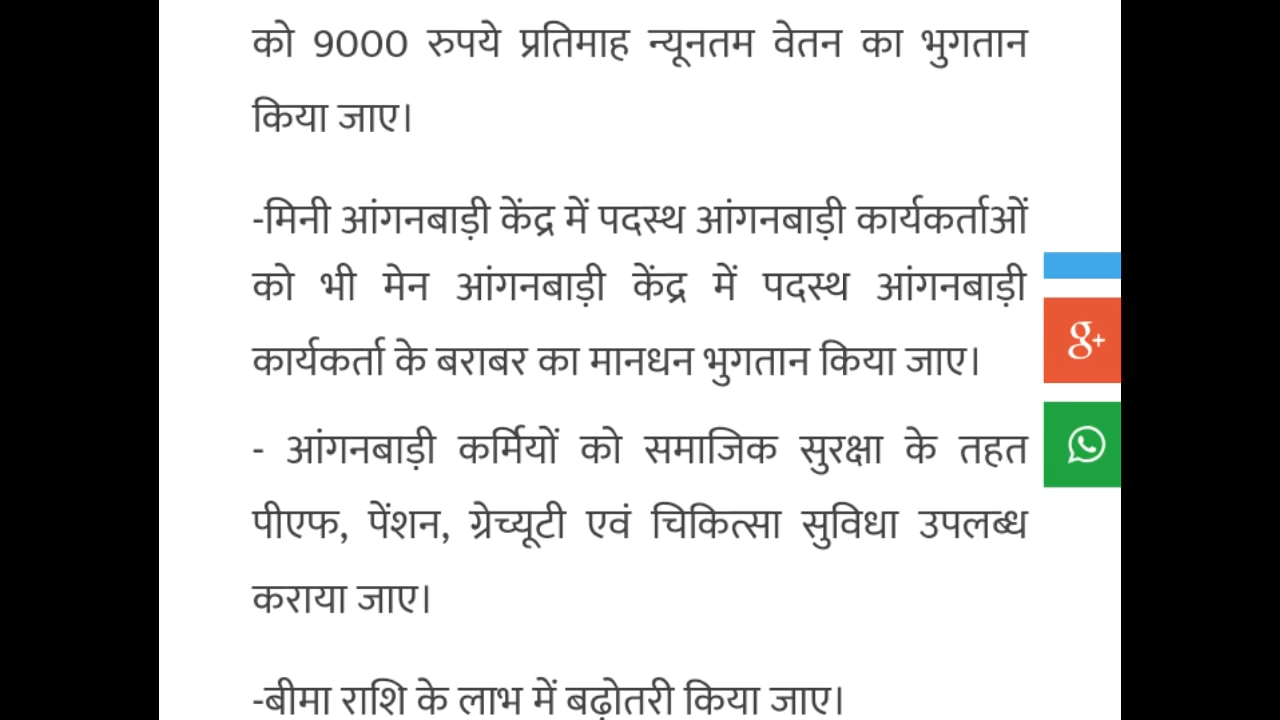 को 9000 रुपये प्रतिमाह न्यूनतम वेतन का भुगतान
किया जाए।
-मिनी आंगनबाड़ी केंद्र में पदस्थ आंगनबाड़ी कार्यकर्ताओं
को भी मेन आंगनबाड़ी केंद्र में पदस्थ आंगनबाड़ी
कार्यकर्ता के बराबर का मानधन भुगतान किया जाए।
- आंगनबाड़ी कर्मियों को समाजिक सुरक्षा के तहत
पीएफ, पेंशन, ग्रेच्यूटी एवं चिकित्सा सुविधा उपलब्ध
कराया जाए।
-बीमा राशि के लाभ में बढ़ोतरी किया जाए।
g+